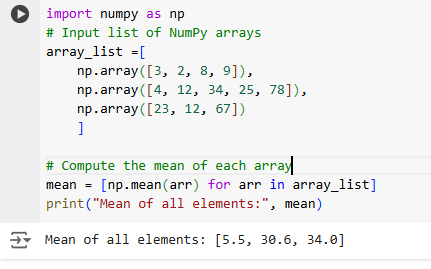 import numpy as np
# Input list of NumPy arrays
array_list =[
    np.array([3, 2, 8, 9]),
    np.array([4, 12, 34, 25, 78]),
    np.array([23, 12, 67])
    ]

# Compute the mean of each array
mean = [np.mean(arr) for arr in array_list]
print("Mean of all elements:", mean)
Mean of all elements: [5.5, 30.6, 34.0]